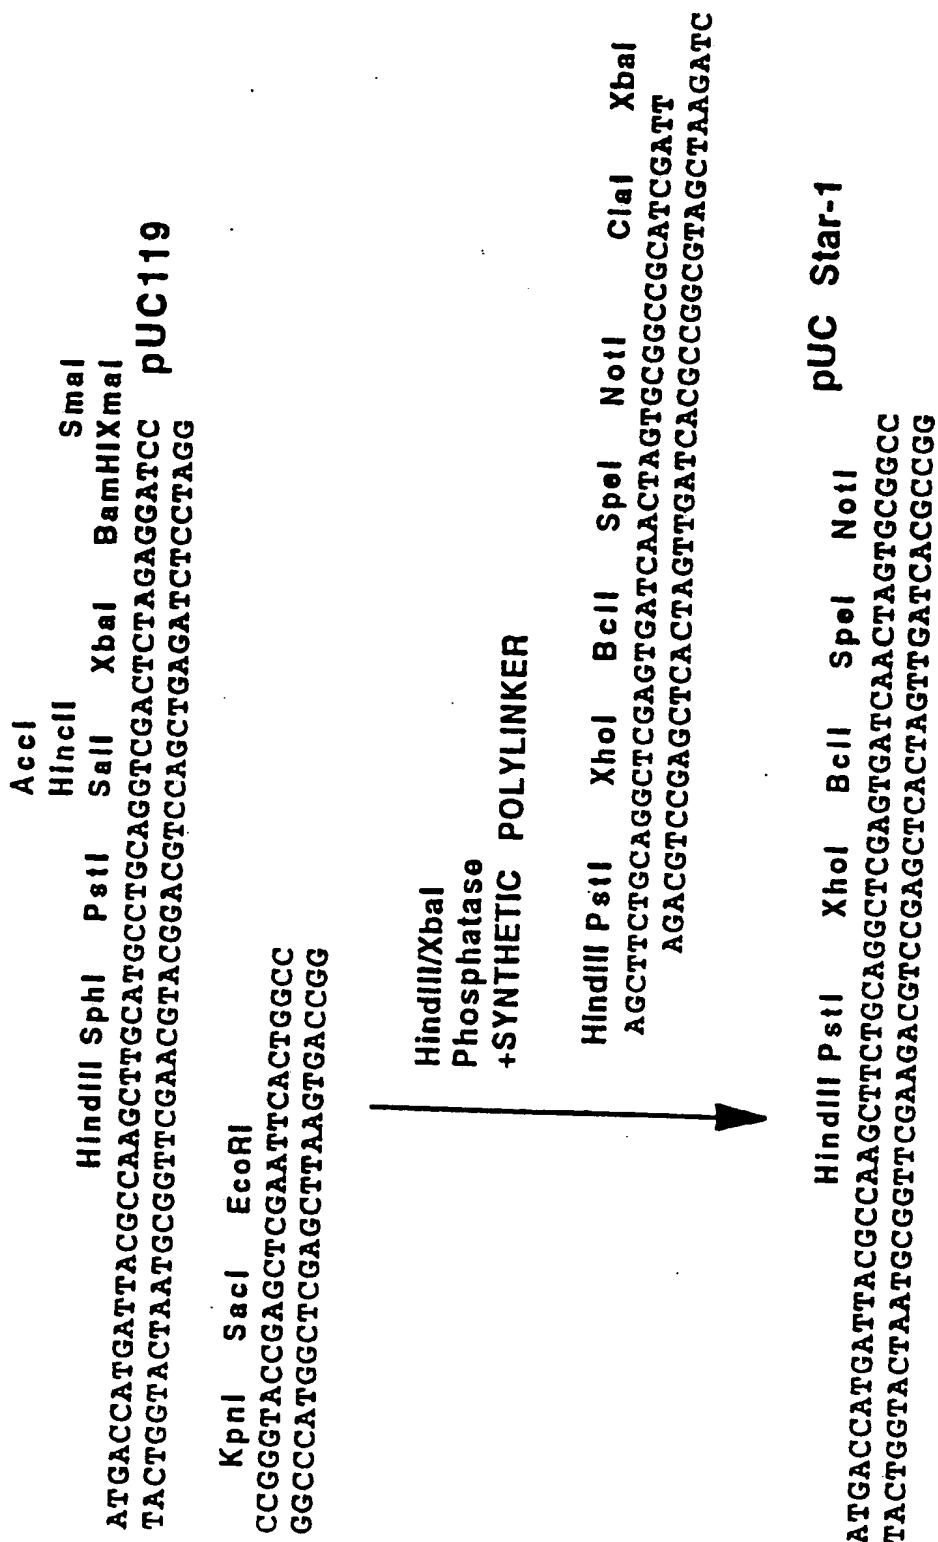 AccI
HincII
HindIII SphI PstI SalI XbaI BamHIXmaI SmaI
ATGACCATGATTACGCCAAGCTTGCATGCCTGCAGGTCGACTCTAGAGGATCC
TACTGGTACTAATGCGGTTCGAACGTACGGACGTCCAGCTGAGATCTCCTAGG
pUC119
KpnI SacI EcoRI
CCGGGTACCGAGCTCGAATTCACTGGCC
GGCCCATGGCTCGAGCTTAAGTGACCGG
HindIII/XbaI
Phosphatase
+SYNTHETIC POLYLINKER
HindIII PstI XhoI BclI SpeI NotI ClaI XbaI
AGCTTCTGCAGGCTCGAGTGATCAACTAGTGCGGCCGCATCGATT
AGACGTCCGAGCTCACTAGTTGATCACGCCGGCGTAGCTAAGATC
HindIII PstI XhoI BclI SpeI NotI
pUC Star-1
ATGACCATGATTACGCCAAGCTTCTGCAGGCTCGAGTGATCAACTAGTGCGGCC
TACTGGTACTAATGCGGTTCGAAGACGTCCGAGCTCACTAGTTGATCACGCCGG